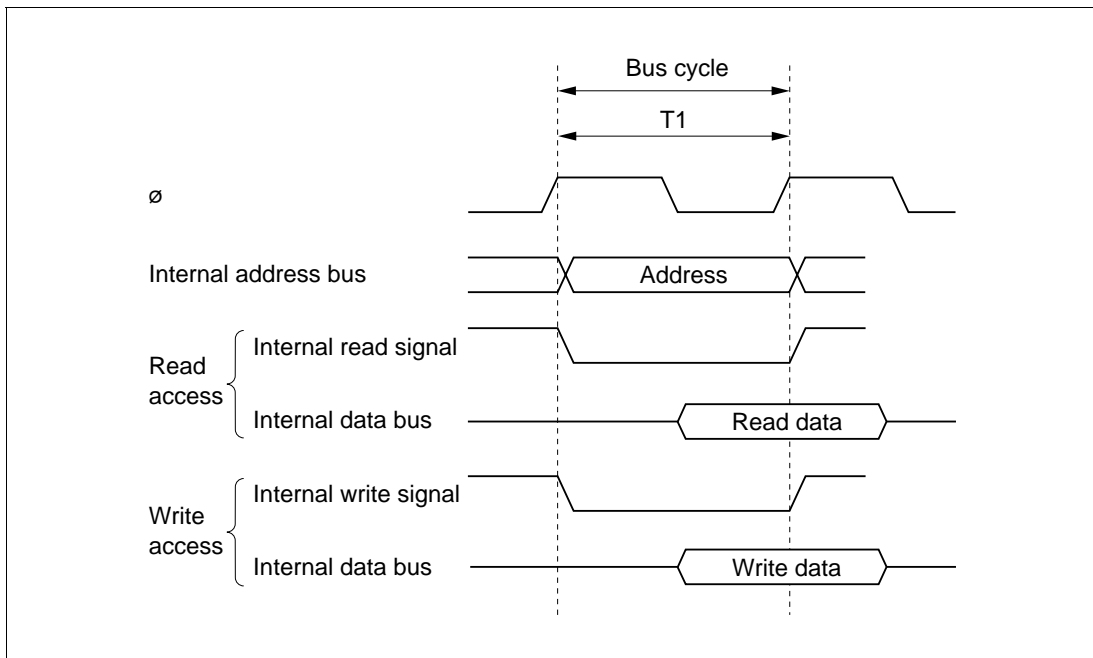 Bus cycle
T1
ø
Internal address bus
Address
Read
access
Internal read signal
Internal data bus
Read data
Write
access
Internal write signal
Internal data bus
Write data